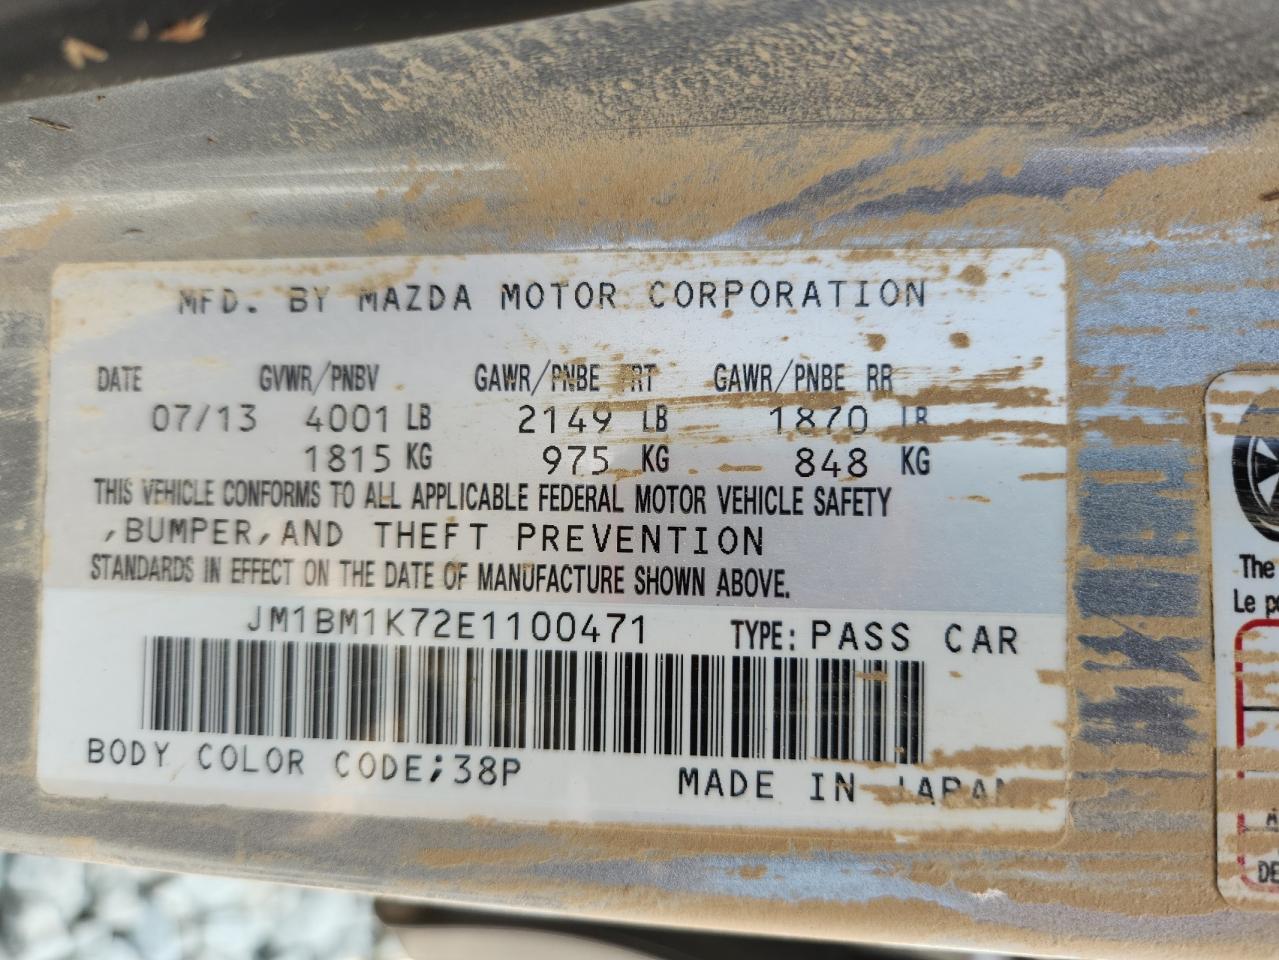 MFD. BY MAZDA MOTOR CORPORATION
DATE GVWR/PNBV GAWR/PNBE FRT GAWR/PNBE RR
07/13 4001 LB 2149 LB 1870 LB
1815 KG 975 KG 848 KG
THIS VEHICLE CONFORMS TO ALL APPLICABLE FEDERAL MOTOR VEHICLE SAFETY
,BUMPER,AND THEFT PREVENTION
STANDARDS IN EFFECT ON THE DATE OF MANUFACTURE SHOWN ABOVE.
JM1BM1K72E1100471 TYPE: PASS CAR
BODY COLOR CODE;38P
MADE IN JAPAN
The
Le